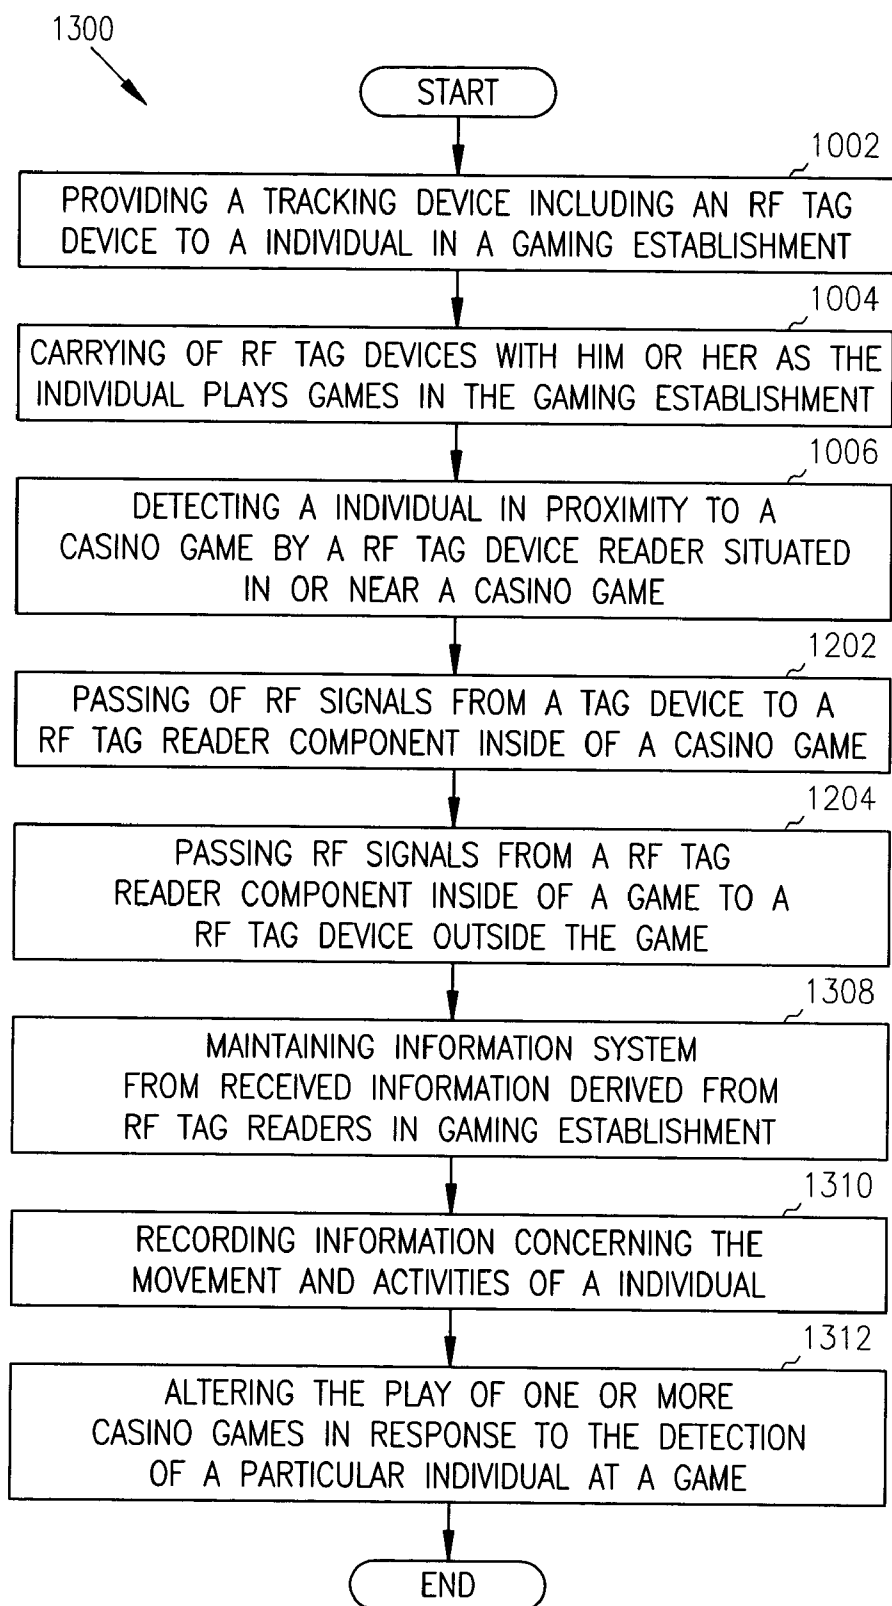 1300
START
1002
PROVIDING A TRACKING DEVICE INCLUDING AN RF TAG
DEVICE TO A INDIVIDUAL IN A GAMING ESTABLISHMENT
1004
CARRYING OF RF TAG DEVICES WITH HIM OR HER AS THE
INDIVIDUAL PLAYS GAMES IN THE GAMING ESTABLISHMENT
1006
DETECTING A INDIVIDUAL IN PROXIMITY TO A
CASINO GAME BY A RF TAG DEVICE READER SITUATED
IN OR NEAR A CASINO GAME
1202
PASSING OF RF SIGNALS FROM A TAG DEVICE TO A
RF TAG READER COMPONENT INSIDE OF A CASINO GAME
1204
PASSING RF SIGNALS FROM A RF TAG
READER COMPONENT INSIDE OF A GAME TO A
RF TAG DEVICE OUTSIDE THE GAME
1308
MAINTAINING INFORMATION SYSTEM
FROM RECEIVED INFORMATION DERIVED FROM
RF TAG READERS IN GAMING ESTABLISHMENT
1310
RECORDING INFORMATION CONCERNING THE
MOVEMENT AND ACTIVITIES OF A INDIVIDUAL
1312
ALTERING THE PLAY OF ONE OR MORE
CASINO GAMES IN RESPONSE TO THE DETECTION
OF A PARTICULAR INDIVIDUAL AT A GAME
END